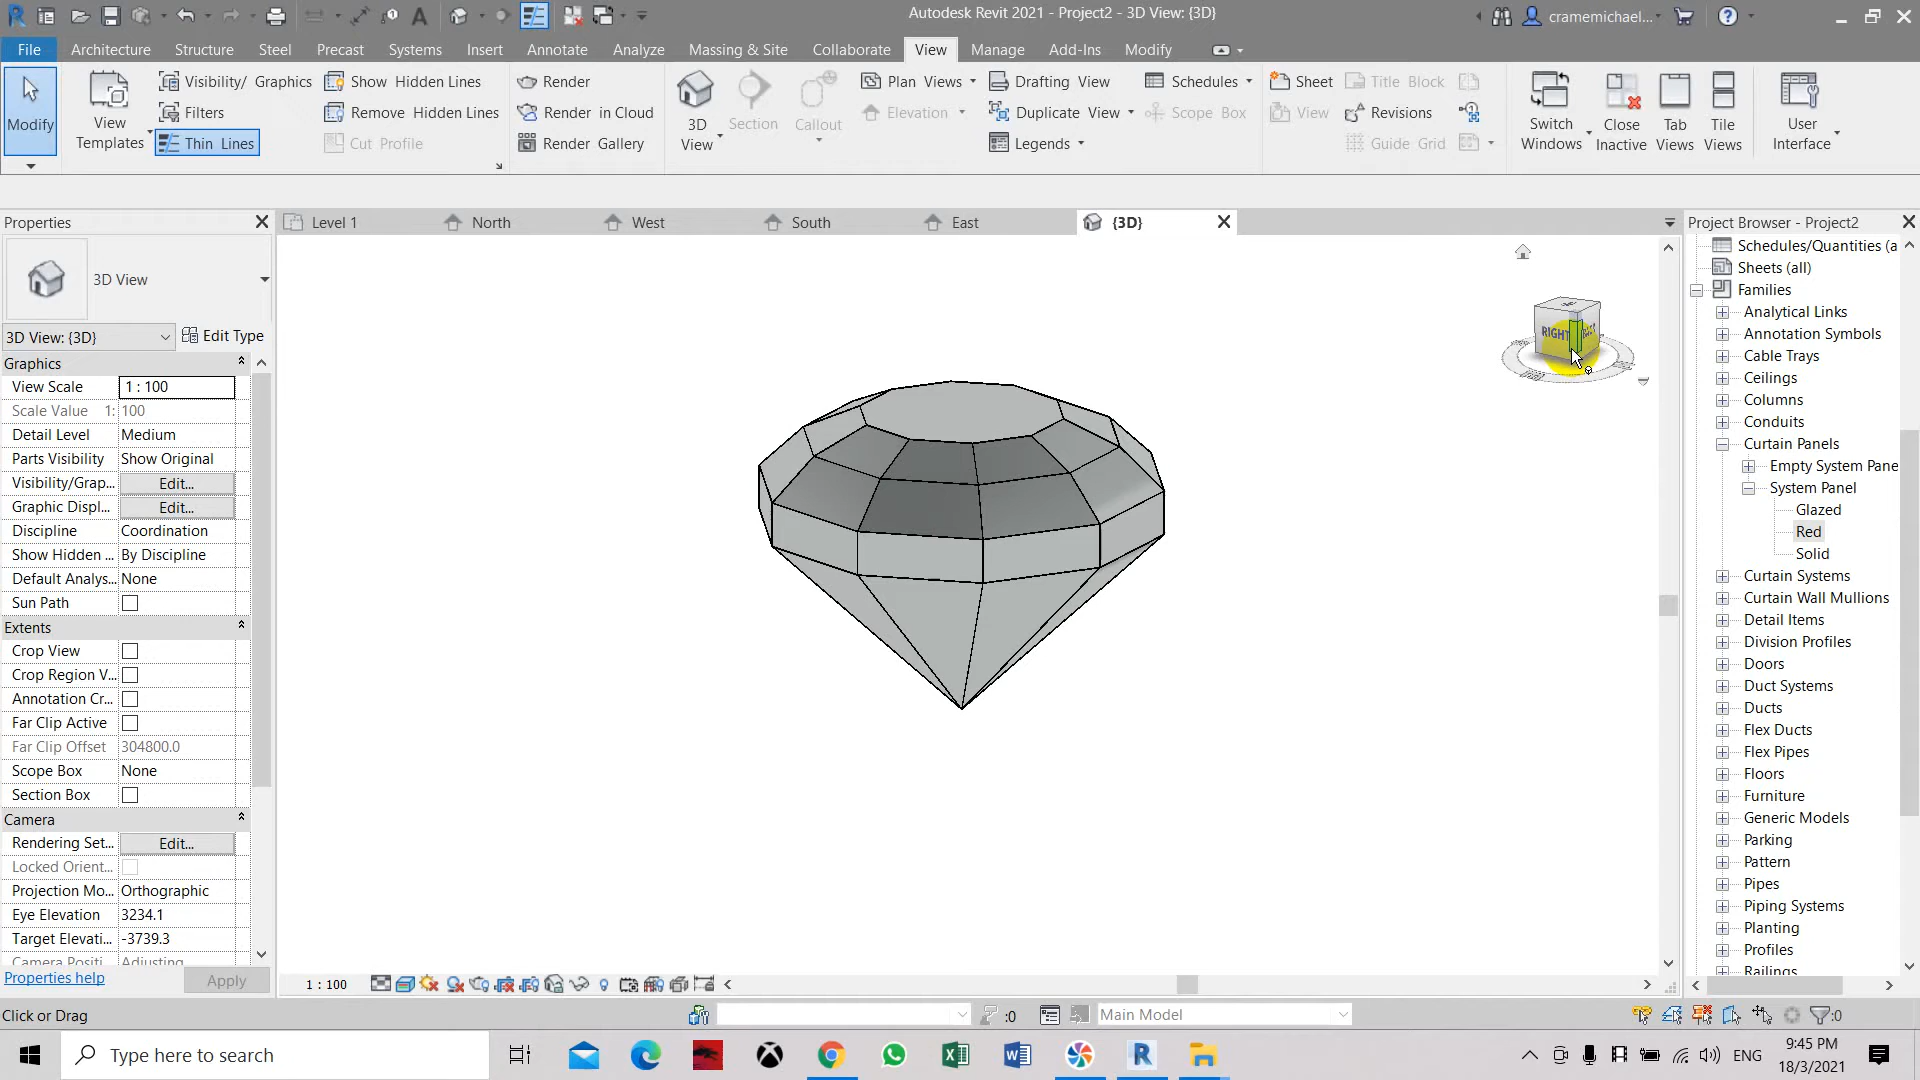 Autodesk Revit 2021 - Project2 - 3D View: {3D}
cramemichael...
File
Architecture
Structure
Steel
Precast
Systems
Insert
Annotate
Analyze
Massing & Site
Collaborate
View
Manage
Add-Ins
Modify
Modify
View Templates
Visibility/ Graphics
Filters
Thin Lines
Show Hidden Lines
Remove Hidden Lines
Cut Profile
Render
Render in Cloud
Render Gallery
3D View
Section
Callout
Plan Views
Elevation
Drafting View
Duplicate View
Legends
Schedules
Scope Box
Sheet
View
Title Block
Revisions
Guide Grid
Switch Windows
Close Inactive
Tab Views
Tile Views
User Interface
Properties
Level 1
North
West
South
East
{3D}
Project Browser - Project2
3D View
3D View: {3D}
Edit Type
Graphics
View Scale 1 : 100
Scale Value 1: 100
Detail Level Medium
Parts Visibility Show Original
Visibility/Grap... Edit...
Graphic Displ... Edit...
Discipline Coordination
Show Hidden ... By Discipline
Default Analys... None
Sun Path
Extents
Crop View
Crop Region V...
Annotation Cr...
Far Clip Active
Far Clip Offset 304800.0
Scope Box None
Section Box
Camera
Rendering Set... Edit...
Locked Orient...
Projection Mo... Orthographic
Eye Elevation 3234.1
Target Elevati... -3739.3
Camera Positi... Adjusting
Properties help
Apply
RIGHT
Schedules/Quantities (a
Sheets (all)
Families
Analytical Links
Annotation Symbols
Cable Trays
Ceilings
Columns
Conduits
Curtain Panels
Empty System Pane
System Panel
Glazed
Red
Solid
Curtain Systems
Curtain Wall Mullions
Detail Items
Division Profiles
Doors
Duct Systems
Ducts
Flex Ducts
Flex Pipes
Floors
Furniture
Generic Models
Parking
Pattern
Pipes
Piping Systems
Planting
Profiles
Railings
1 : 100
Click or Drag
:0
Main Model
:0
Type here to search
ENG
9:45 PM
18/3/2021